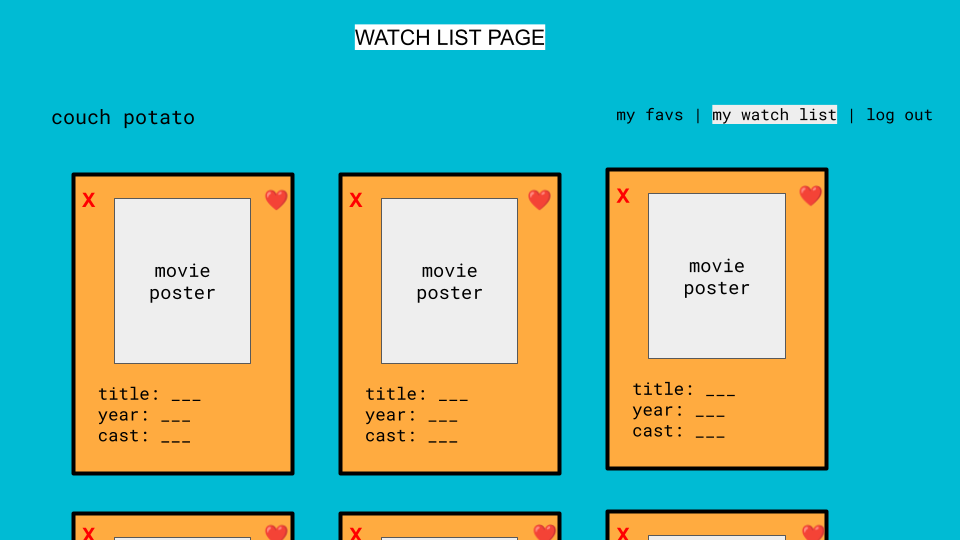 WATCH LIST PAGE
couch potato
my favs | my watch list | log out
X ❤️
movie
poster
title: ___
year: ___
cast: ___
X ❤️
movie
poster
title: ___
year: ___
cast: ___
X ❤️
movie
poster
title: ___
year: ___
cast: ___
X ❤️
X ❤️
X ❤️